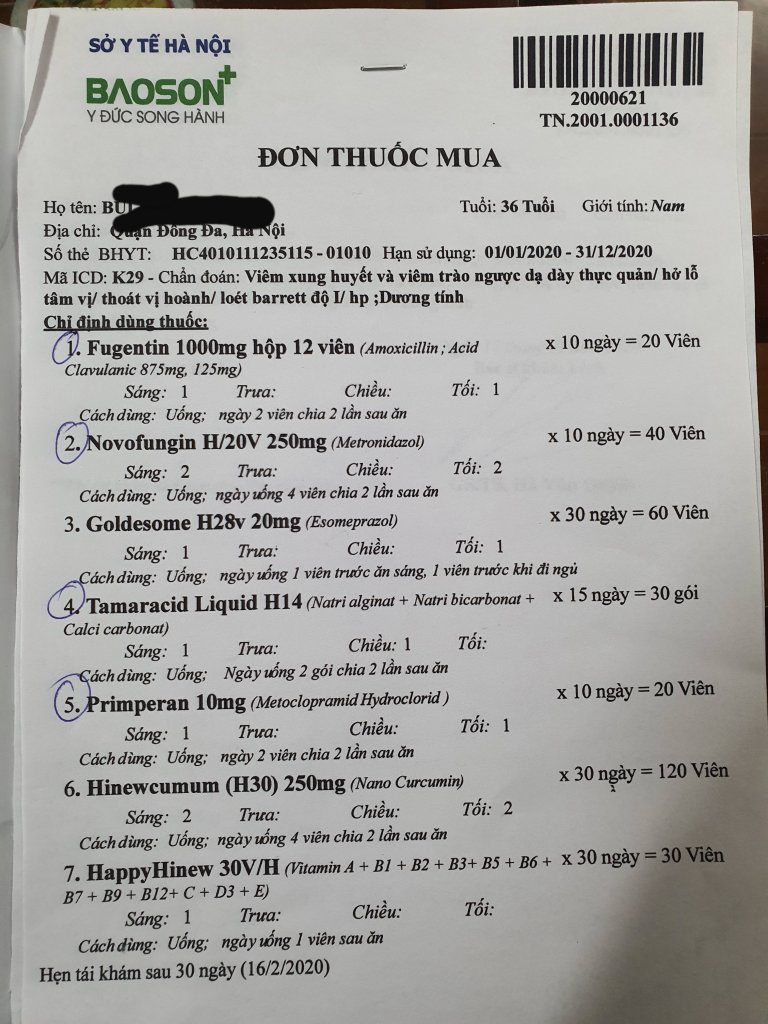 SỞ Y TẾ HÀ NỘI
BAOSON+
Y ĐỨC SONG HÀNH
20000621
TN.2001.0001136
ĐƠN THUỐC MUA
Họ tên: BÙI Tuổi: 36 Tuổi Giới tính: Nam
Địa chỉ: Quận Đống Đa, Hà Nội
Số thẻ BHYT: HC4010111235115 - 01010 Hạn sử dụng: 01/01/2020 - 31/12/2020
Mã ICD: K29 - Chẩn đoán: Viêm xung huyết và viêm trào ngược dạ dày thực quản/ hở lỗ
tâm vị/ thoát vị hoành/ loét barrett độ I/ hp ;Dương tính
Chỉ định dùng thuốc:
1. Fugentin 1000mg hộp 12 viên (Amoxicillin ; Acid x 10 ngày = 20 Viên
Clavulanic 875mg, 125mg)
Sáng: 1 Trưa: Chiều: Tối: 1
Cách dùng: Uống; ngày 2 viên chia 2 lần sau ăn
2. Novofungin H/20V 250mg (Metronidazol) x 10 ngày = 40 Viên
Sáng: 2 Trưa: Chiều: Tối: 2
Cách dùng: Uống; ngày uống 4 viên chia 2 lần sau ăn
3. Goldesome H28v 20mg (Esomeprazol) x 30 ngày = 60 Viên
Sáng: 1 Trưa: Chiều: Tối: 1
Cách dùng: Uống; ngày uống 1 viên trước ăn sáng, 1 viên trước khi đi ngủ
4. Tamaracid Liquid H14 (Natri alginat + Natri bicarbonat + x 15 ngày = 30 gói
Calci carbonat)
Sáng: 1 Trưa: Chiều: 1 Tối:
Cách dùng: Uống; Ngày uống 2 gói chia 2 lần sau ăn
5. Primperan 10mg (Metoclopramid Hydroclorid ) x 10 ngày = 20 Viên
Sáng: 1 Trưa: Chiều: Tối: 1
Cách dùng: Uống; ngày 2 viên chia 2 lần sau ăn
6. Hinewcumum (H30) 250mg (Nano Curcumin) x 30 ngày = 120 Viên
Sáng: 2 Trưa: Chiều: Tối: 2
Cách dùng: Uống; ngày uống 4 viên chia 2 lần sau ăn
7. HappyHinew 30V/H (Vitamin A + B1 + B2 + B3+ B5 + B6 + x 30 ngày = 30 Viên
B7 + B9 + B12+ C + D3 + E)
Sáng: 1 Trưa: Chiều: Tối:
Cách dùng: Uống; ngày uống 1 viên sau ăn
Hẹn tái khám sau 30 ngày (16/2/2020)